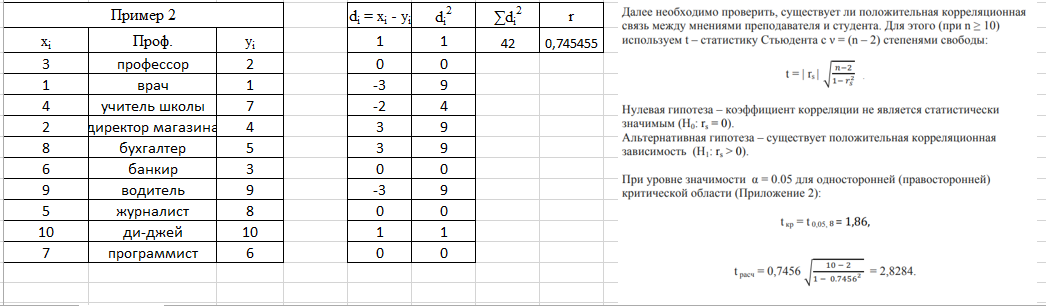 Пример 2 dᵢ = xᵢ - yᵢ dᵢ² ∑dᵢ² r
xᵢ Проф. yᵢ 1 1 42 0,745455
3 профессор 2 0 0
1 врач 1 -3 9
4 учитель школы 7 -2 4
2 директор магазина 4 3 9
8 бухгалтер 5 3 9
6 банкир 3 0 0
9 водитель 9 -3 9
5 журналист 8 0 0
10 ди-джей 10 1 1
7 программист 6 0 0
Далее необходимо проверить, существует ли положительная корреляционная
связь между мнениями преподавателя и студента. Для этого (при n ≥ 10)
используем t – статистику Стьюдента с ν = (n – 2) степенями свободы:
t = | rₛ | √((n−2)/(1− rₛ²)) .
Нулевая гипотеза – коэффициент корреляции не является статистически
значимым (H₀: rₛ = 0).
Альтернативная гипотеза – существует положительная корреляционная
зависимость (H₁: rₛ > 0).
При уровне значимости α = 0.05 для односторонней (правосторонней)
критической области (Приложение 2):
t кр = t 0,05, 8 = 1,86,
t расч = 0,7456 √((10 − 2)/(1 − 0.7456²)) = 2,8284.